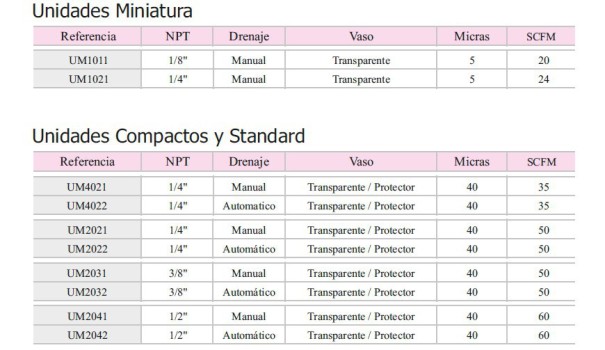 Unidades Miniatura
Referencia NPT Drenaje Vaso Micras SCFM
UM1011 1/8" Manual Transparente 5 20
UM1021 1/4" Manual Transparente 5 24
Unidades Compactos y Standard
Referencia NPT Drenaje Vaso Micras SCFM
UM4021 1/4" Manual Transparente / Protector 40 35
UM4022 1/4" Automatico Transparente / Protector 40 35
UM2021 1/4" Manual Transparente / Protector 40 50
UM2022 1/4" Automático Transparente / Protector 40 50
UM2031 3/8" Manual Transparente / Protector 40 50
UM2032 3/8" Automático Transparente / Protector 40 50
UM2041 1/2" Manual Transparente / Protector 40 60
UM2042 1/2" Automático Transparente / Protector 40 60